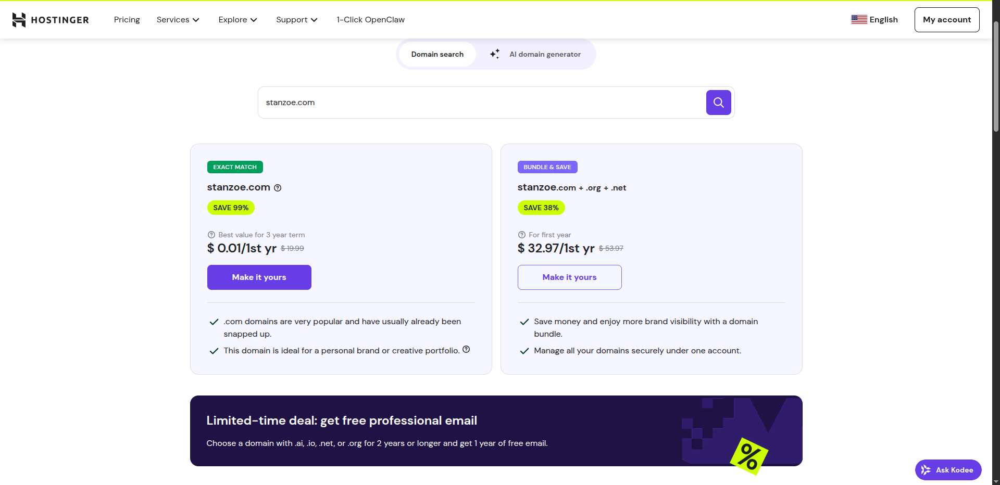 HOSTINGER
Pricing
Services
Explore
Support
1-Click OpenClaw
English
My account
Domain search
AI domain generator
stanzoe.com
EXACT MATCH
stanzoe.com
SAVE 99%
Best value for 3 year term
$ 0.01/1st yr $ 19.99
Make it yours
.com domains are very popular and have usually already been
snapped up.
This domain is ideal for a personal brand or creative portfolio.
BUNDLE & SAVE
stanzoe.com + .org + .net
SAVE 38%
For first year
$ 32.97/1st yr $ 53.97
Make it yours
Save money and enjoy more brand visibility with a domain
bundle.
Manage all your domains securely under one account.
Limited-time deal: get free professional email
Choose a domain with .ai, .io, .net, or .org for 2 years or longer and get 1 year of free email.
%
Ask Kodee